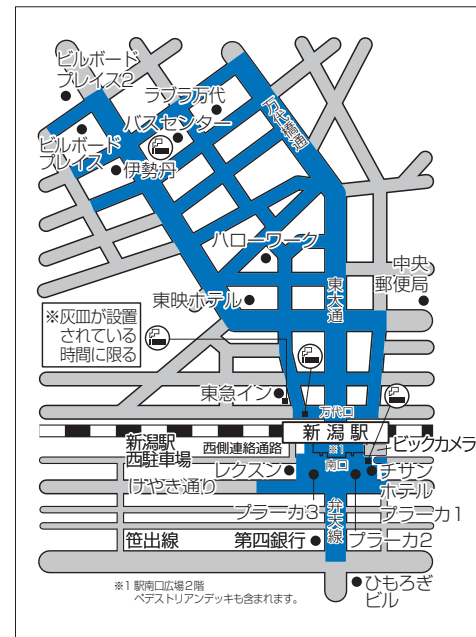 ビルボード
プレイス2
ラブラ万代
バスセンター
万代橋通
ビルボード
プレイス
伊勢丹
ハローワーク
中央
郵便局
東大通
東映ホテル
※灰皿が設置
されている
時間に限る
東急イン
万代口
新潟駅
※1
南口
新潟駅
西駐車場
西側連絡通路
ビックカメラ
レクスン
チサン
ホテル
けやき通り
プラーカ3
弁天線
プラーカ1
笹出線
第四銀行
プラーカ2
ひもろぎ
ビル
※1 駅南口広場2階
ペデストリアンデッキも含まれます。